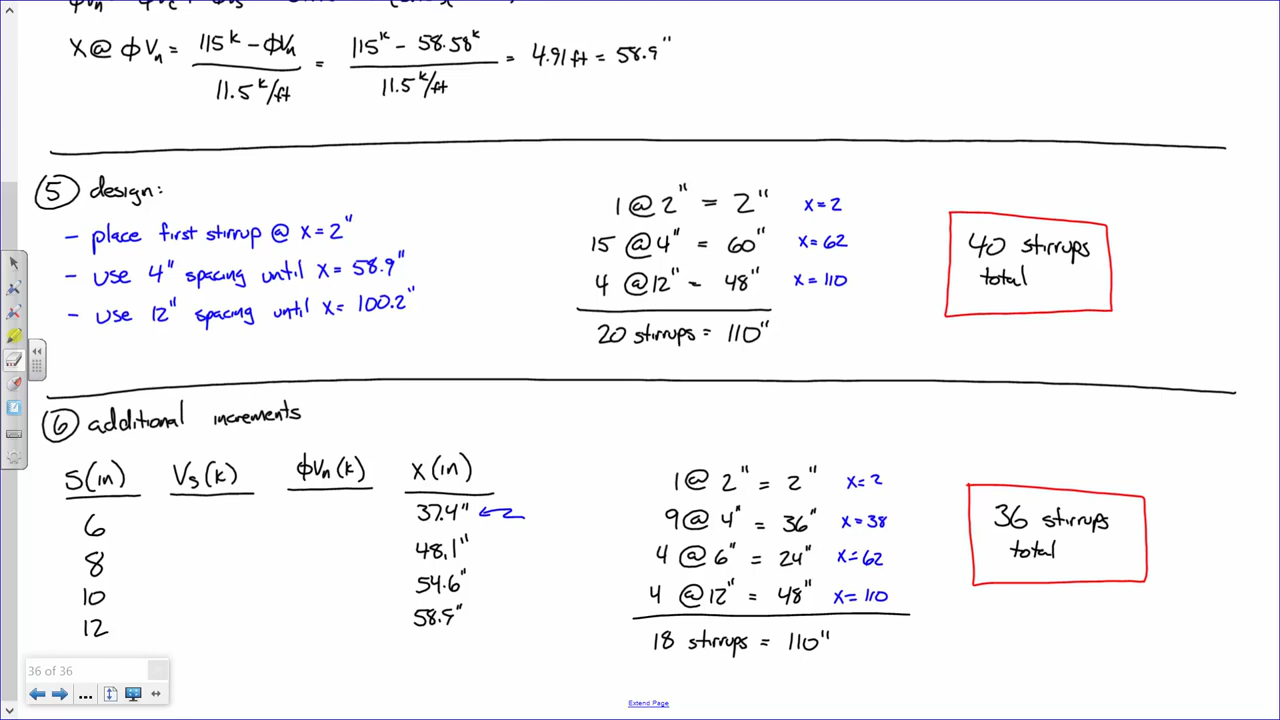 X @ ϕVn = 115ᵏ − ϕVn / 11.5 ᵏ/ft = 115ᵏ − 58.58ᵏ / 11.5 ᵏ/ft = 4.91 ft = 58.9"
⑤ design:
– place first stirrup @ x = 2"
– use 4" spacing until x = 58.9"
– use 12" spacing until x = 100.2"
1 @ 2" = 2" x = 2
15 @ 4" = 60" x = 62
4 @ 12" = 48" x = 110
20 stirrups = 110"
40 stirrups
total
⑥ additional increments
S (in) Vs (k) ϕVn (k) X (in)
6 37.4"
8 48.1"
10 54.6"
12 58.9"
1 @ 2" = 2" x = 2
9 @ 4" = 36" x = 38
4 @ 6" = 24" x = 62
4 @ 12" = 48" x = 110
18 stirrups = 110"
36 stirrups
total
36 of 36
Extend Page